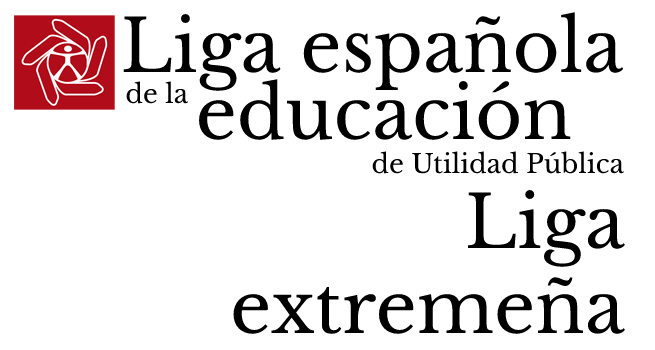 Liga española
de la educación
de Utilidad Pública
Liga
extremeña